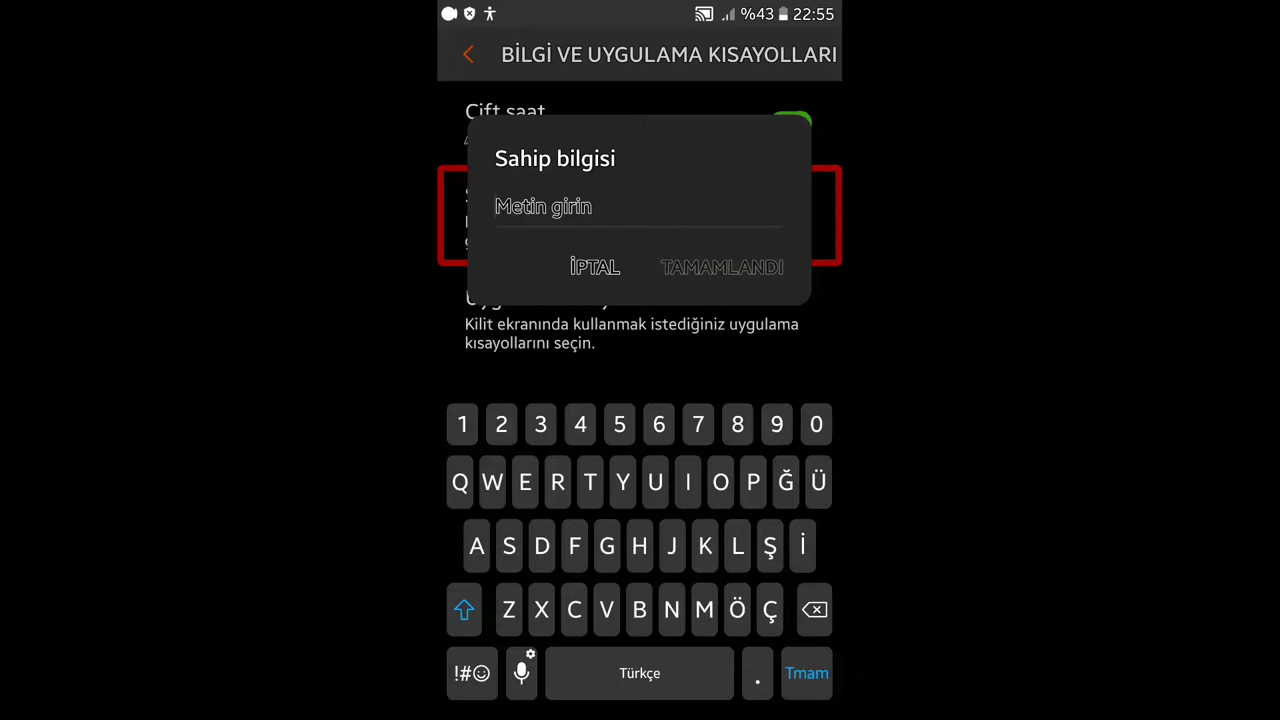 %43 22:55
BİLGİ VE UYGULAMA KISAYOLLARI
Çift saat
Sahip bilgisi
Metin girin
İPTAL TAMAMLANDI
Kilit ekranında kullanmak istediğiniz uygulama
kısayollarını seçin.
1 2 3 4 5 6 7 8 9 0
Q W E R T Y U I O P Ğ Ü
A S D F G H J K L Ş İ
Z X C V B N M Ö Ç
!#☺ Türkçe . Tmam